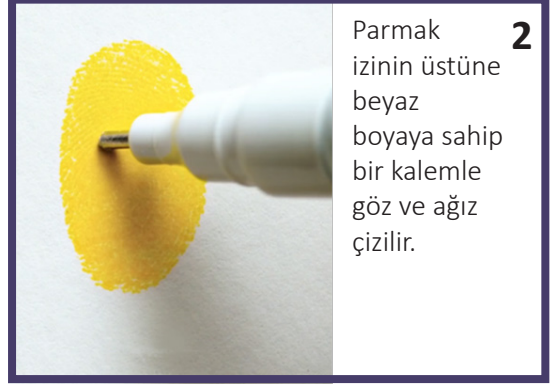 Parmak
2
izinin üstüne
beyaz
boyaya sahip
bir kalemle
göz ve ağız
çizilir.